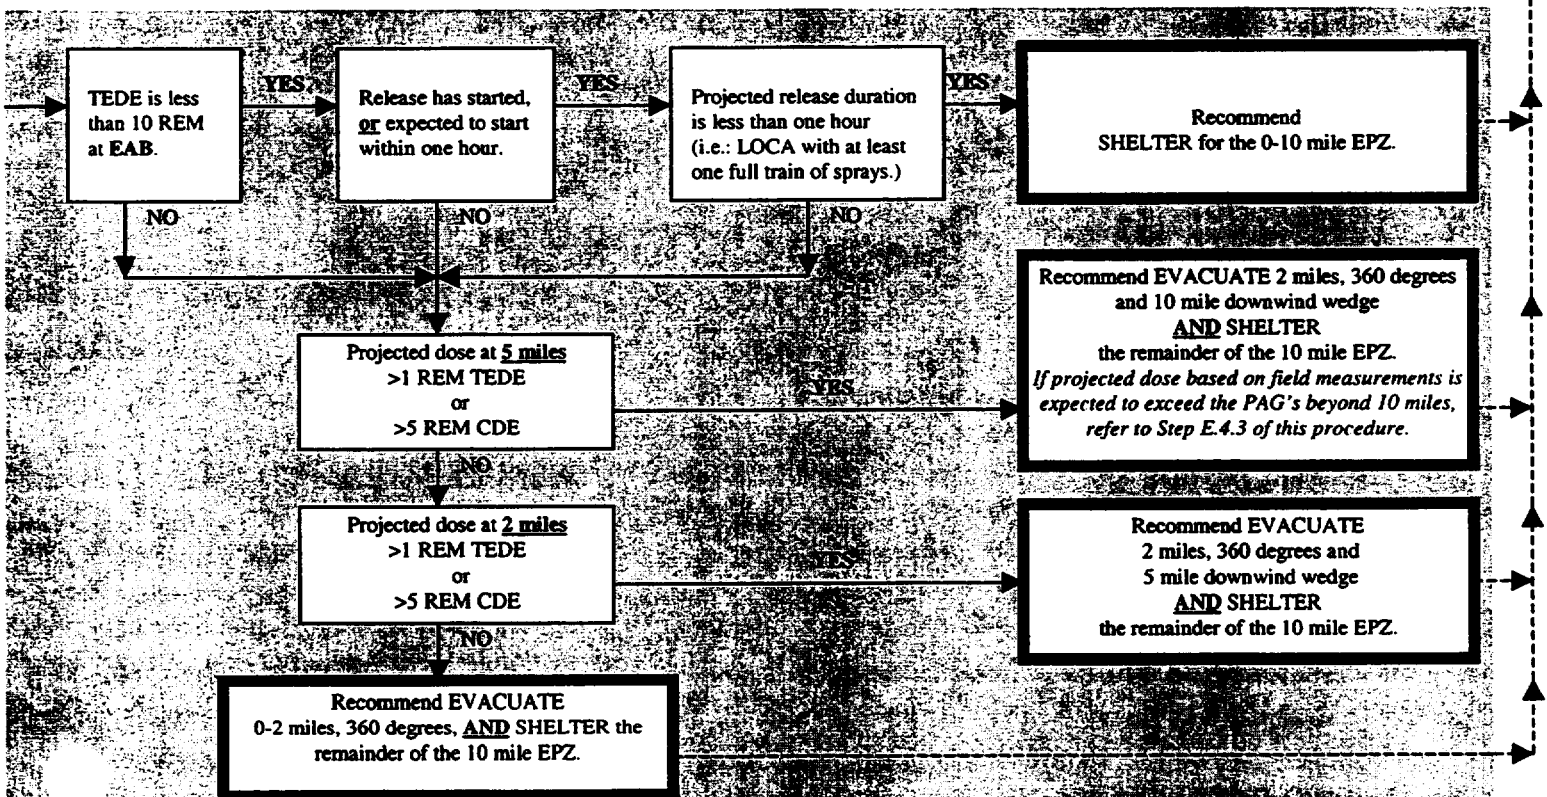 TEDE is less
than 10 REM
at EAB.
YES
NO
Release has started,
or expected to start
within one hour.
YES
NO
Projected release duration
is less than one hour
(i.e.: LOCA with at least
one full train of sprays.)
YES
NO
Recommend
SHELTER for the 0-10 mile EPZ.
Projected dose at 5 miles
>1 REM TEDE
or
>5 REM CDE
YES
NO
Recommend EVACUATE 2 miles, 360 degrees
and 10 mile downwind wedge
AND SHELTER
the remainder of the 10 mile EPZ.
If projected dose based on field measurements is
expected to exceed the PAG's beyond 10 miles,
refer to Step E.4.3 of this procedure.
Projected dose at 2 miles
>1 REM TEDE
or
>5 REM CDE
YES
NO
Recommend EVACUATE
2 miles, 360 degrees and
5 mile downwind wedge
AND SHELTER
the remainder of the 10 mile EPZ.
Recommend EVACUATE
0-2 miles, 360 degrees, AND SHELTER the
remainder of the 10 mile EPZ.